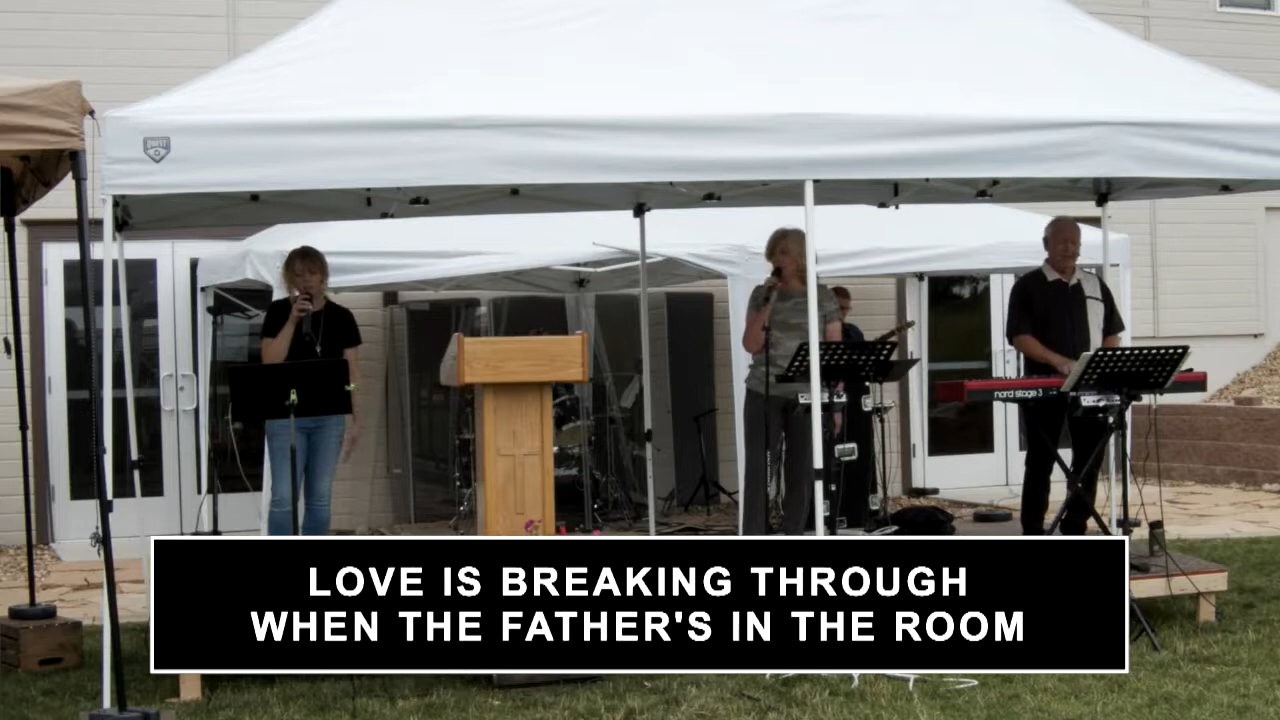 nord stage 3
LOVE IS BREAKING THROUGH
WHEN THE FATHER'S IN THE ROOM